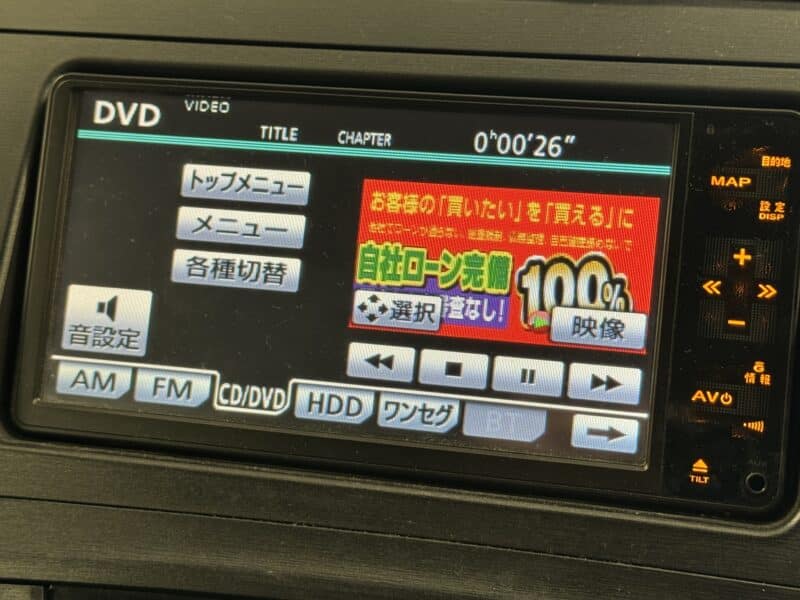 DVD VIDEO
TITLE CHAPTER 0h00'26"
トップメニュー
メニュー
各種切替
お客様の「買いたい」を「買える」に
自社ローン完備
100%
審査なし!
選択
映像
音設定
AM FM CD/DVD HDD ワンセグ BT
目的地
MAP
設定
DISP
情報
AV
TILT